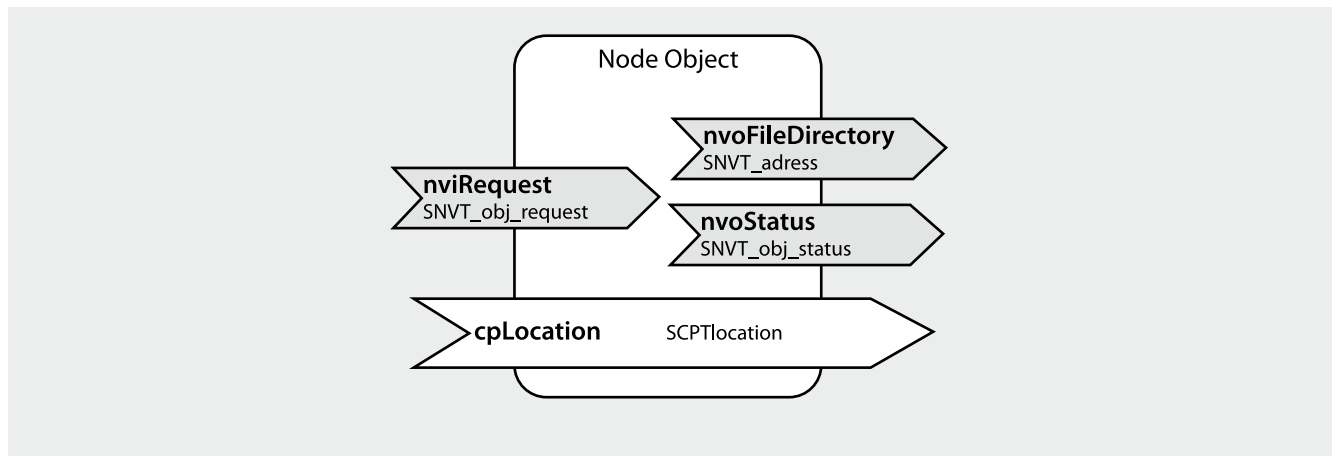 Node Object
nvoFileDirectory
SNVT_adress
nviRequest
SNVT_obj_request
nvoStatus
SNVT_obj_status
cpLocation SCPTlocation